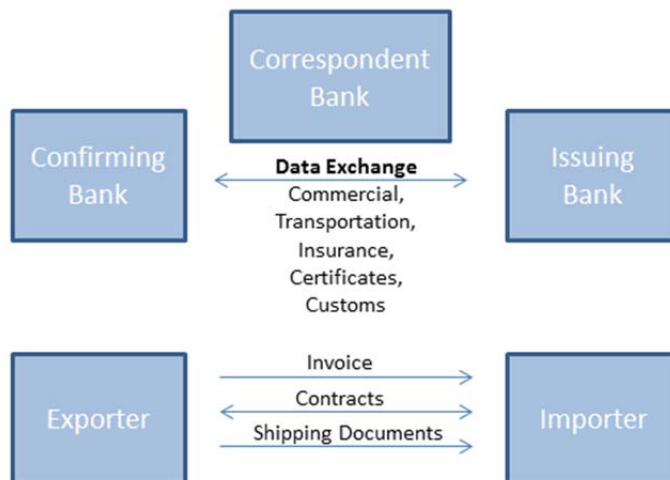 Correspondent
Bank
Confirming
Bank
Issuing
Bank
Data Exchange
Commercial,
Transportation,
Insurance,
Certificates,
Customs
Exporter
Invoice
Contracts
Shipping Documents
Importer